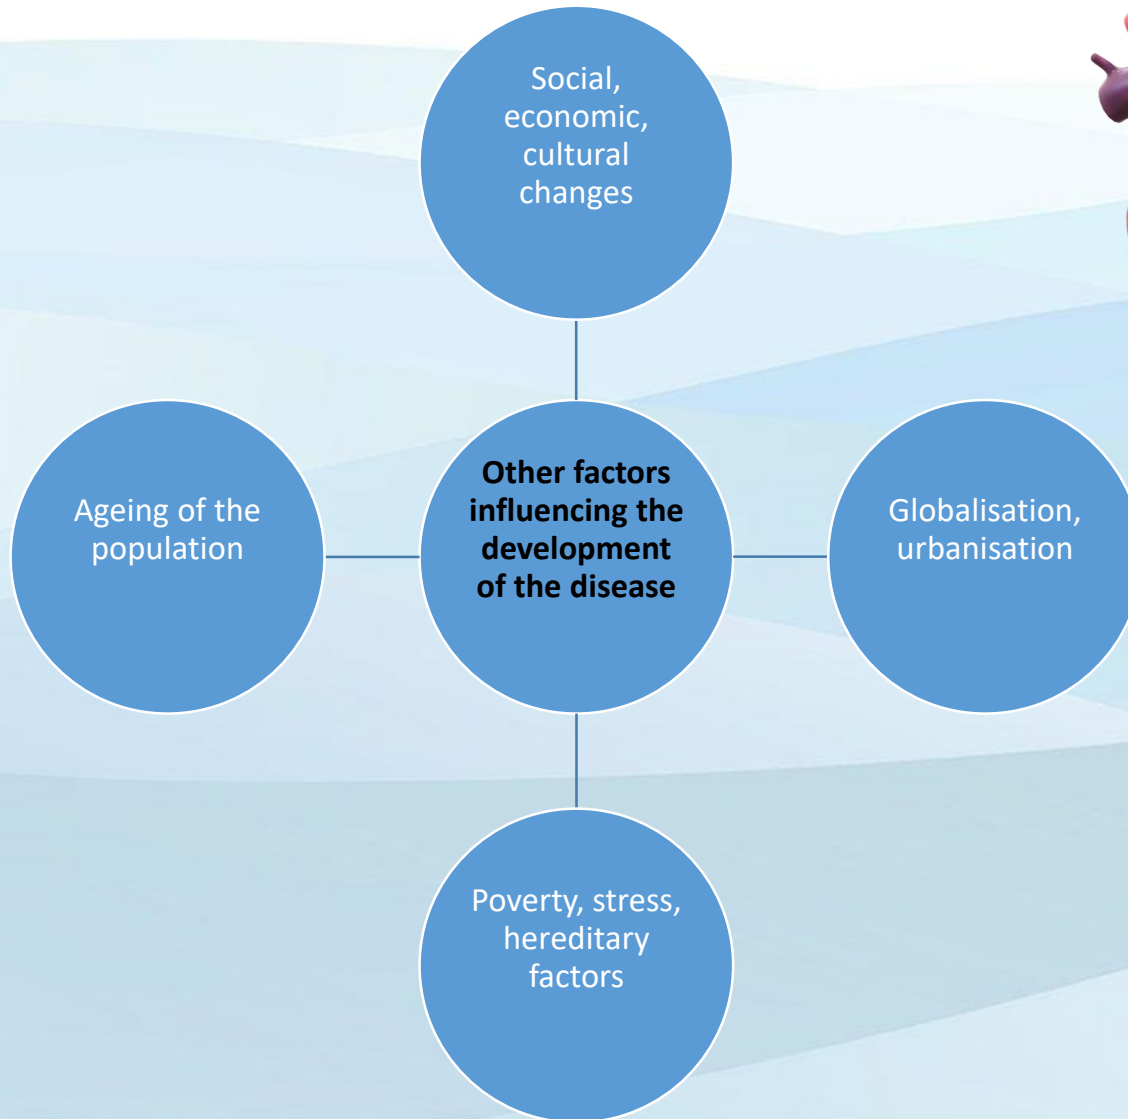 Social,
economic,
cultural
changes
Ageing of the
population
Other factors
influencing the
development
of the disease
Globalisation,
urbanisation
Poverty, stress,
hereditary
factors